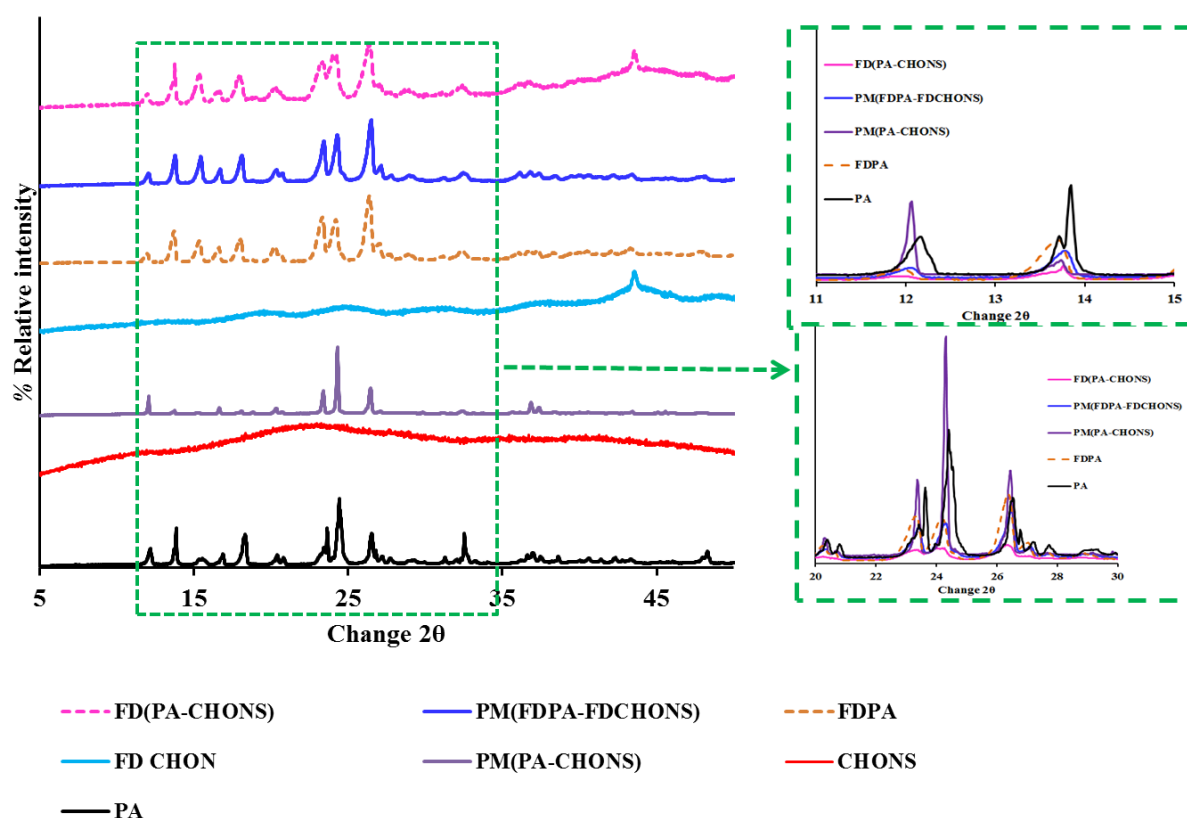 % Relative intensity
5 15 25 35 45
Change 2θ
FD(PA-CHONS)
PM(FDPA-FDCHONS)
PM(PA-CHONS)
FDPA
PA
11 12 13 14 15
Change 2θ
FD(PA-CHONS)
PM(FDPA-FDCHONS)
PM(PA-CHONS)
FDPA
PA
20 22 24 26 28 30
Change 2θ
FD(PA-CHONS) PM(FDPA-FDCHONS) FDPA
FD CHON PM(PA-CHONS) CHONS
PA